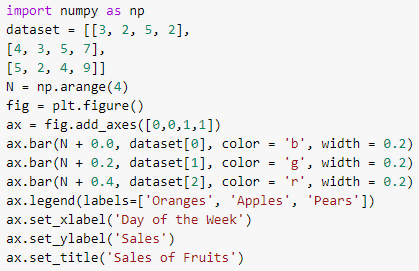 import numpy as np
dataset = [[3, 2, 5, 2],
[4, 3, 5, 7],
[5, 2, 4, 9]]
N = np.arange(4)
fig = plt.figure()
ax = fig.add_axes([0,0,1,1])
ax.bar(N + 0.0, dataset[0], color = 'b', width = 0.2)
ax.bar(N + 0.2, dataset[1], color = 'g', width = 0.2)
ax.bar(N + 0.4, dataset[2], color = 'r', width = 0.2)
ax.legend(labels=['Oranges', 'Apples', 'Pears'])
ax.set_xlabel('Day of the Week')
ax.set_ylabel('Sales')
ax.set_title('Sales of Fruits')